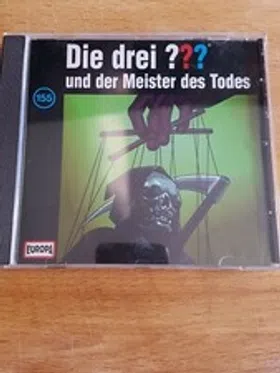 Die drei ???
und der Meister des Todes
155
EUROPA